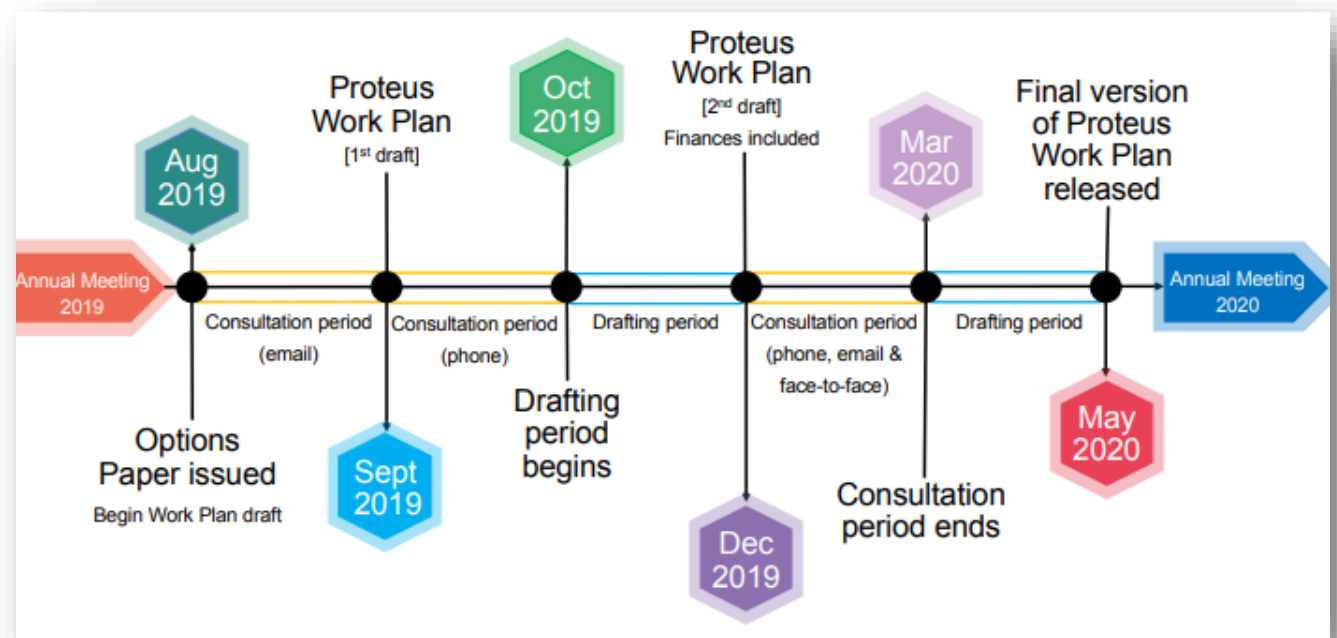 Annual Meeting
2019
Aug
2019
Options
Paper issued
Begin Work Plan draft
Consultation period
(email)
Proteus
Work Plan
[1st draft]
Sept
2019
Consultation period
(phone)
Oct
2019
Drafting
period
begins
Drafting period
Proteus
Work Plan
[2nd draft]
Finances included
Dec
2019
Consultation period
(phone, email &
face-to-face)
Mar
2020
Consultation
period ends
Drafting period
Final version
of Proteus
Work Plan
released
May
2020
Annual Meeting
2020